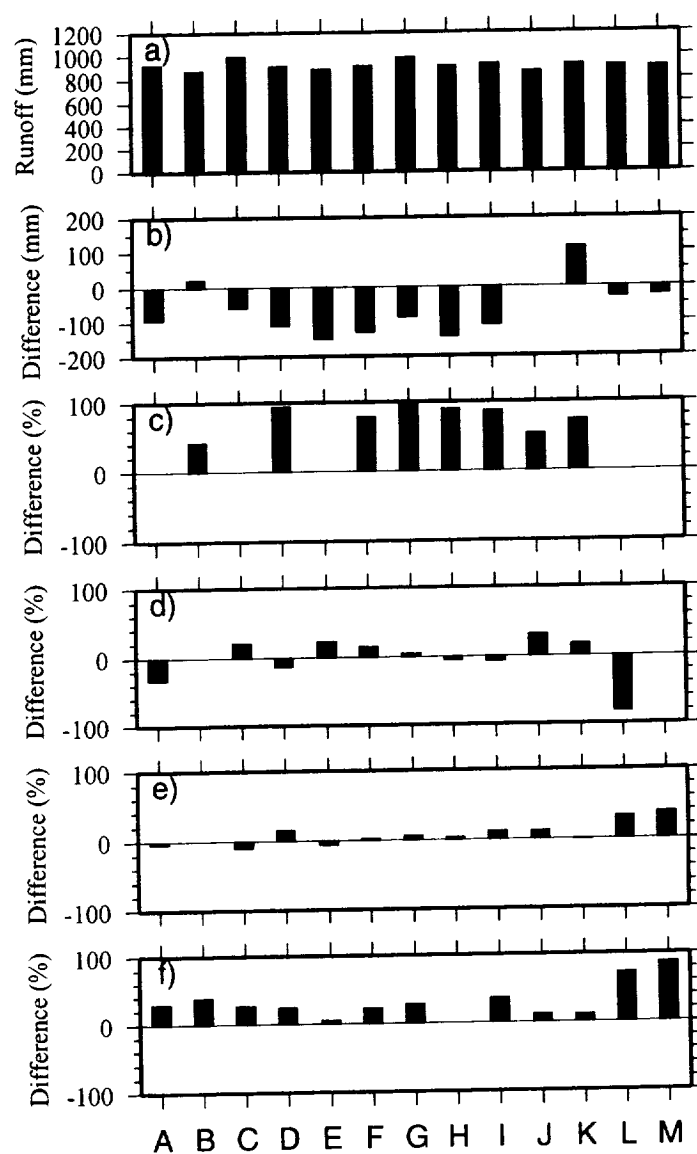 Runoff (mm)
1200
1000
800
600
400
200
0
a)
Difference (mm)
200
100
0
-100
-200
b)
Difference (%)
100
0
-100
c)
Difference (%)
100
0
-100
d)
Difference (%)
100
0
-100
e)
Difference (%)
100
0
-100
f)
A B C D E F G H I J K L M